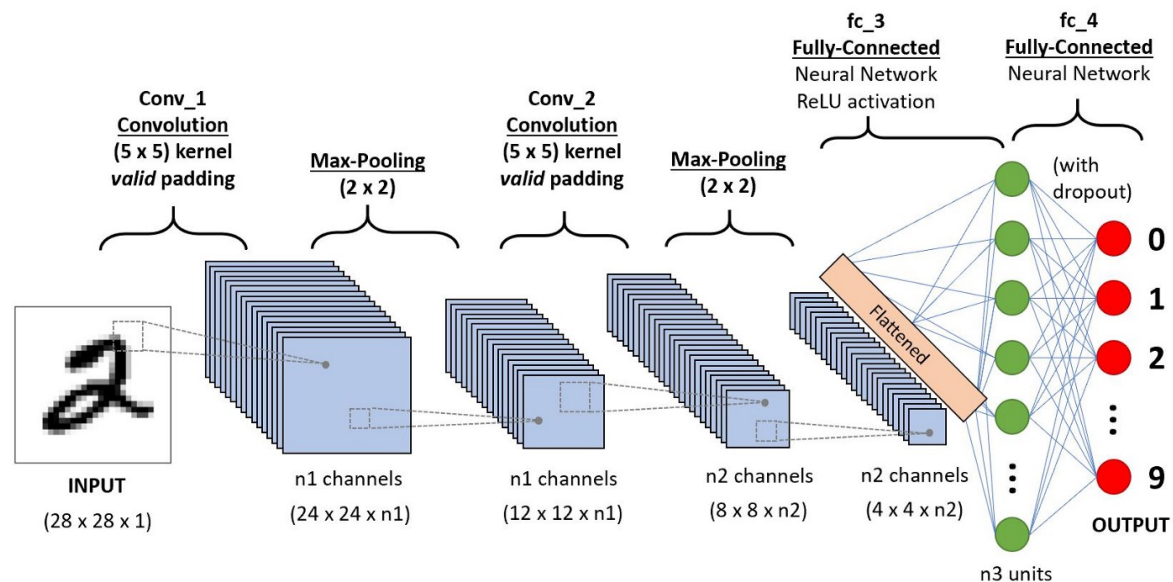 Conv_1
Convolution
(5 x 5) kernel
valid padding
Max-Pooling
(2 x 2)
Conv_2
Convolution
(5 x 5) kernel
valid padding
Max-Pooling
(2 x 2)
fc_3
Fully-Connected
Neural Network
ReLU activation
fc_4
Fully-Connected
Neural Network
(with
dropout)
Flattened
0
1
2
9
OUTPUT
INPUT
(28 x 28 x 1)
n1 channels
(24 x 24 x n1)
n1 channels
(12 x 12 x n1)
n2 channels
(8 x 8 x n2)
n2 channels
(4 x 4 x n2)
n3 units